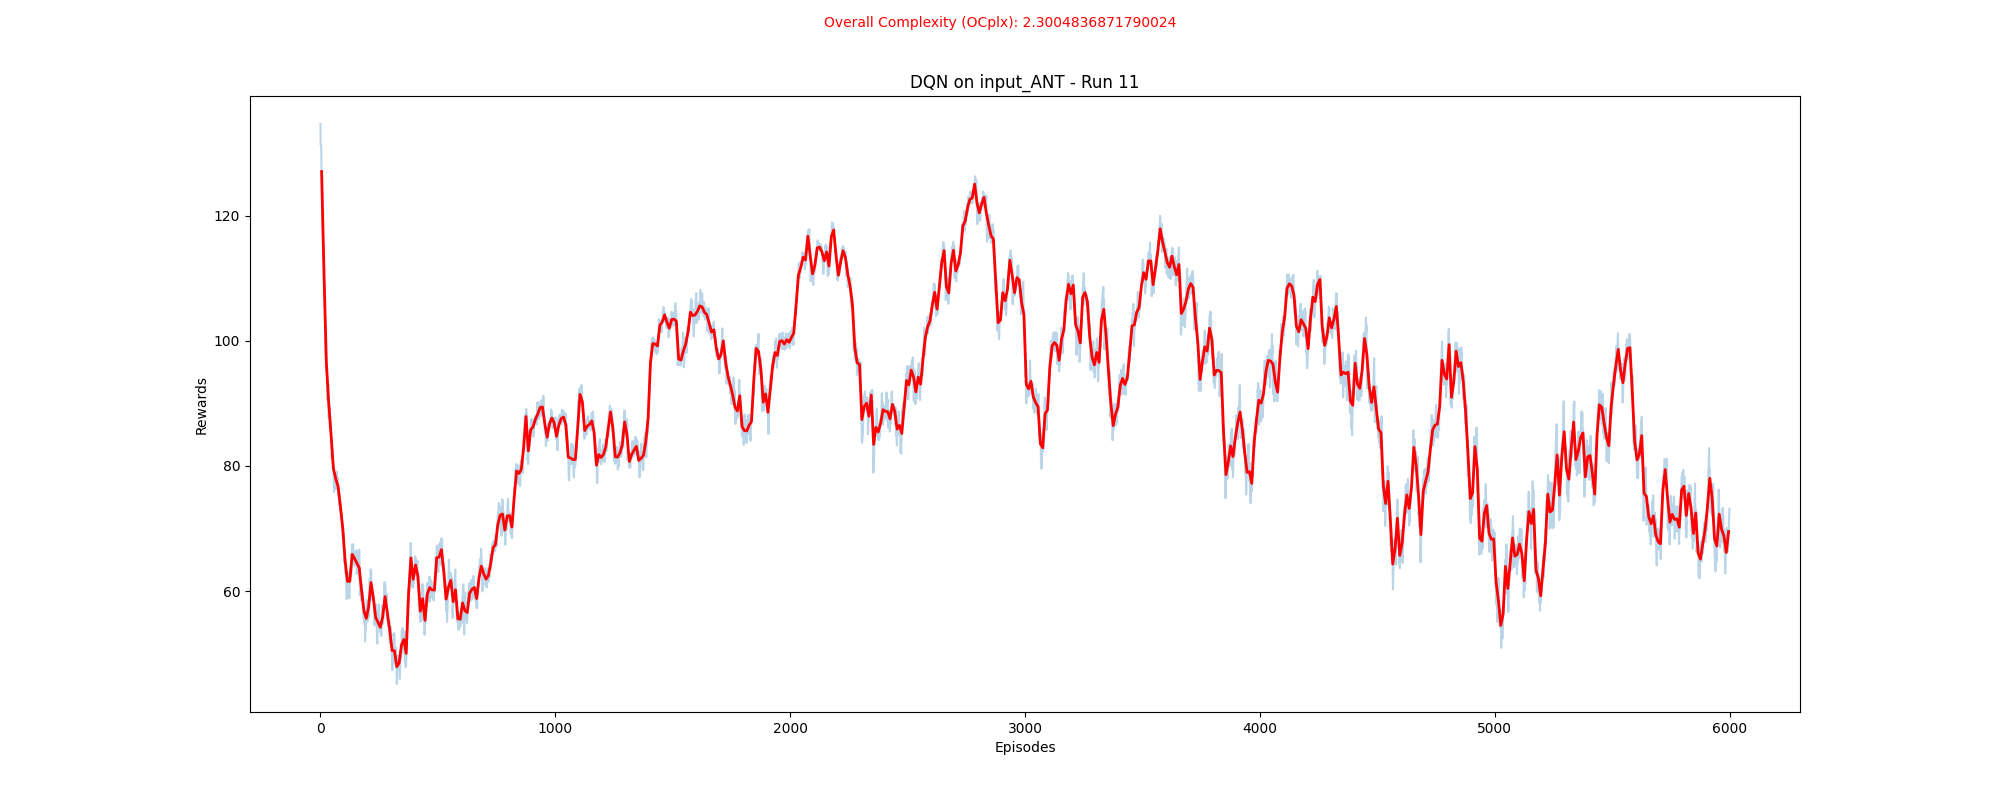 Overall Complexity (OCplx): 2.3004836871790024
DQN on input_ANT - Run 11
Rewards
120
100
80
60
0 1000 2000 3000 4000 5000 6000
Episodes